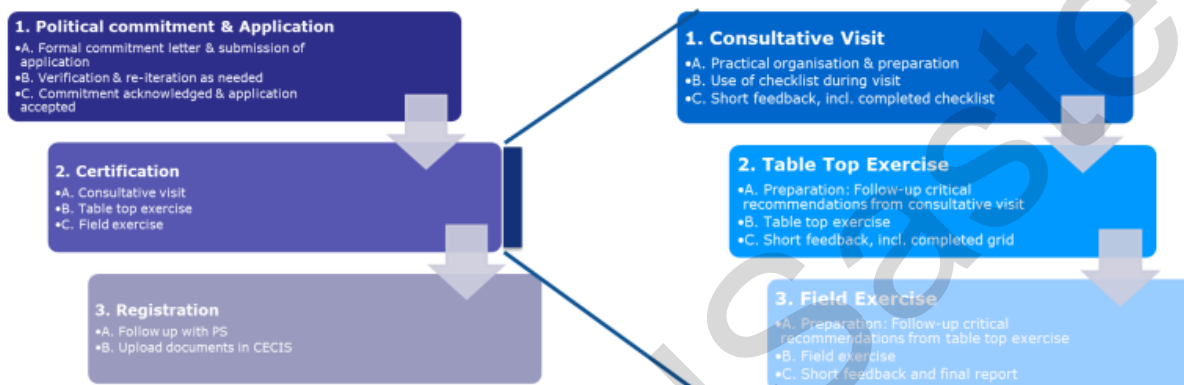 1. Political commitment & Application
•A. Formal commitment letter & submission of
application
•B. Verification & re-iteration as needed
•C. Commitment acknowledged & application
accepted
2. Certification
•A. Consultative visit
•B. Table top exercise
•C. Field exercise
3. Registration
•A. Follow up with PS
•B. Upload documents in CECIS
1. Consultative Visit
•A. Practical organisation & preparation
•B. Use of checklist during visit
•C. Short feedback, incl. completed checklist
2. Table Top Exercise
•A. Preparation: Follow-up critical
recommendations from consultative visit
•B. Table top exercise
•C. Short feedback, incl. completed grid
3. Field Exercise
•A. Preparation: Follow-up critical
recommendations from table top exercise
•B. Field exercise
•C. Short feedback and final report